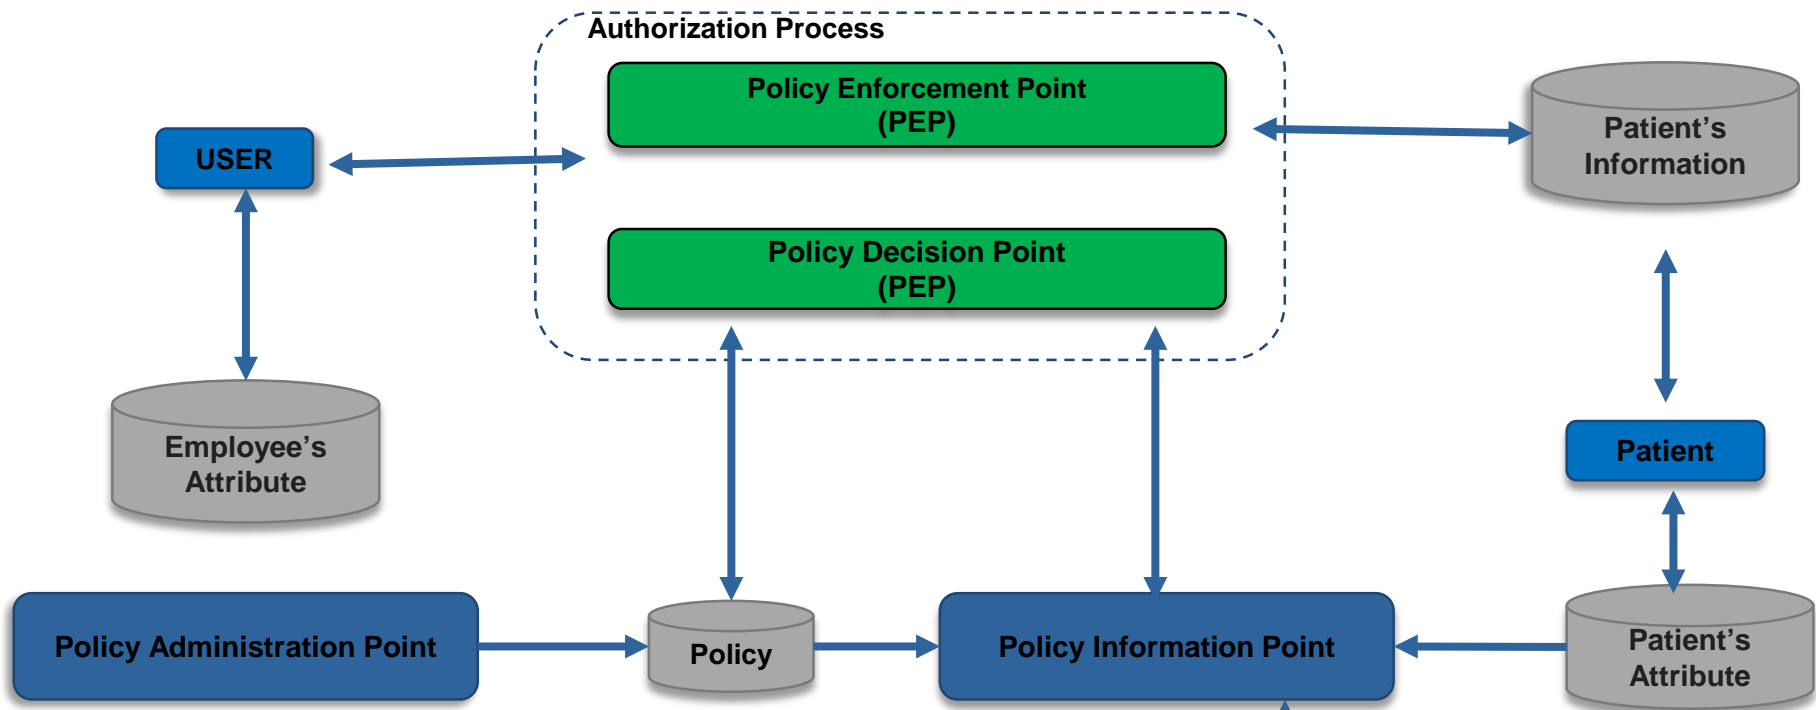 Authorization Process
Policy Enforcement Point
(PEP)
Patient's
Information
USER
Policy Decision Point
(PEP)
Employee's
Attribute
Patient
Policy Administration Point
Policy
Policy Information Point
Patient's
Attribute